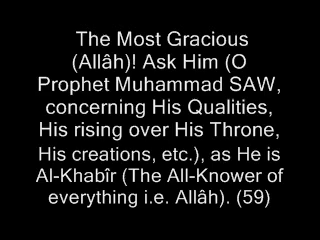 The Most Gracious
(Allâh)! Ask Him (O
Prophet Muhammad SAW,
concerning His Qualities,
His rising over His Throne,
His creations, etc.), as He is
Al-Khabîr (The All-Knower of
everything i.e. Allâh). (59)